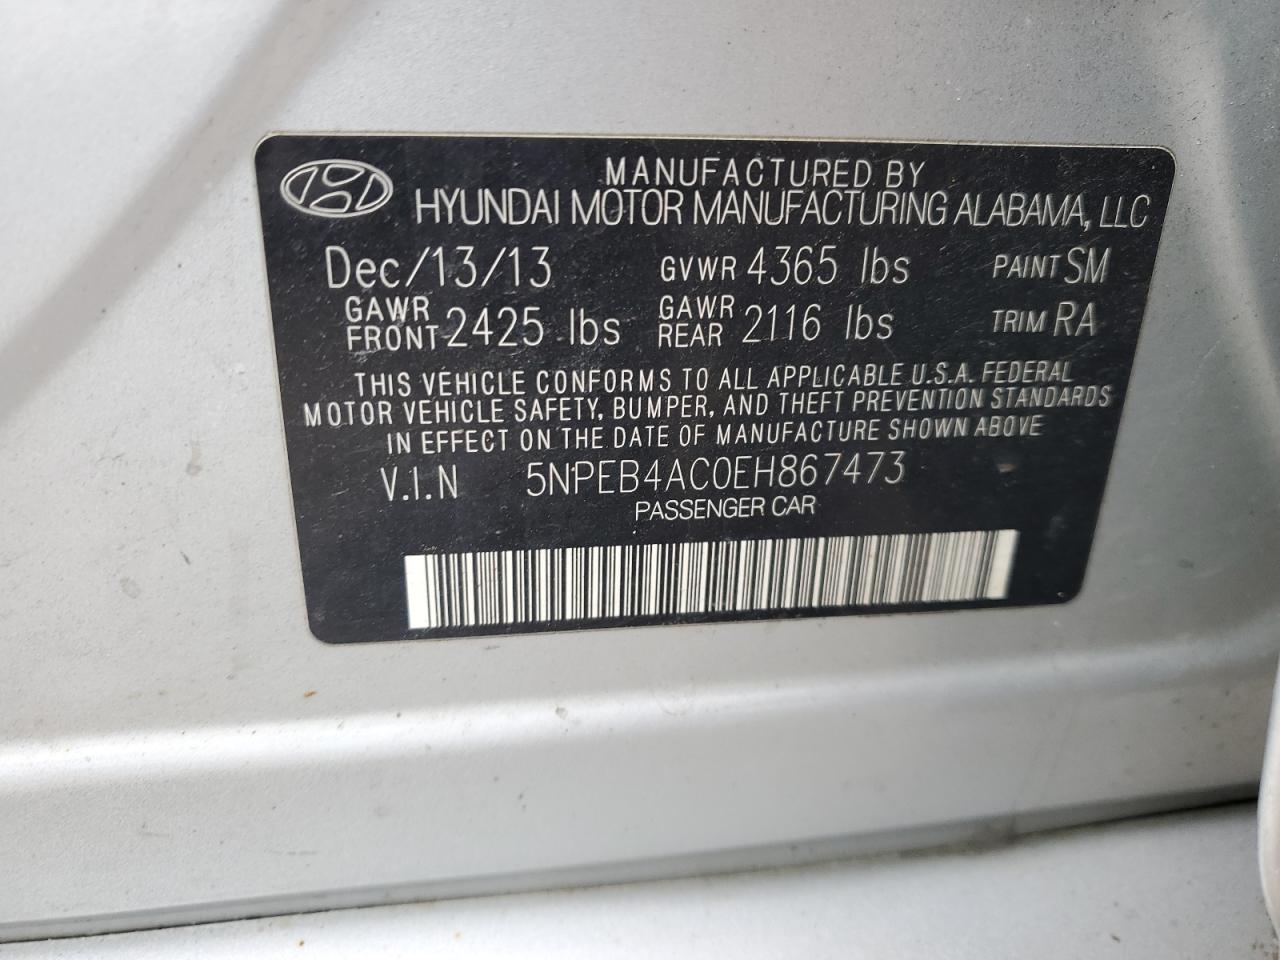 MANUFACTURED BY
HYUNDAI MOTOR MANUFACTURING ALABAMA, LLC
Dec/13/13 GVWR 4365 lbs PAINT SM
GAWR FRONT 2425 lbs GAWR REAR 2116 lbs TRIM RA
THIS VEHICLE CONFORMS TO ALL APPLICABLE U.S.A. FEDERAL
MOTOR VEHICLE SAFETY, BUMPER, AND THEFT PREVENTION STANDARDS
IN EFFECT ON THE DATE OF MANUFACTURE SHOWN ABOVE
V.I.N 5NPEB4AC0EH867473
PASSENGER CAR